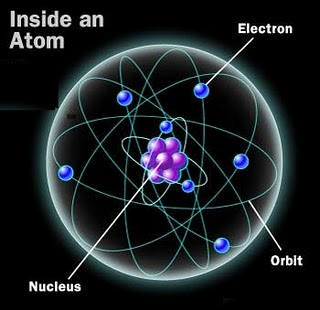 Inside an
Atom
Electron
Orbit
Nucleus